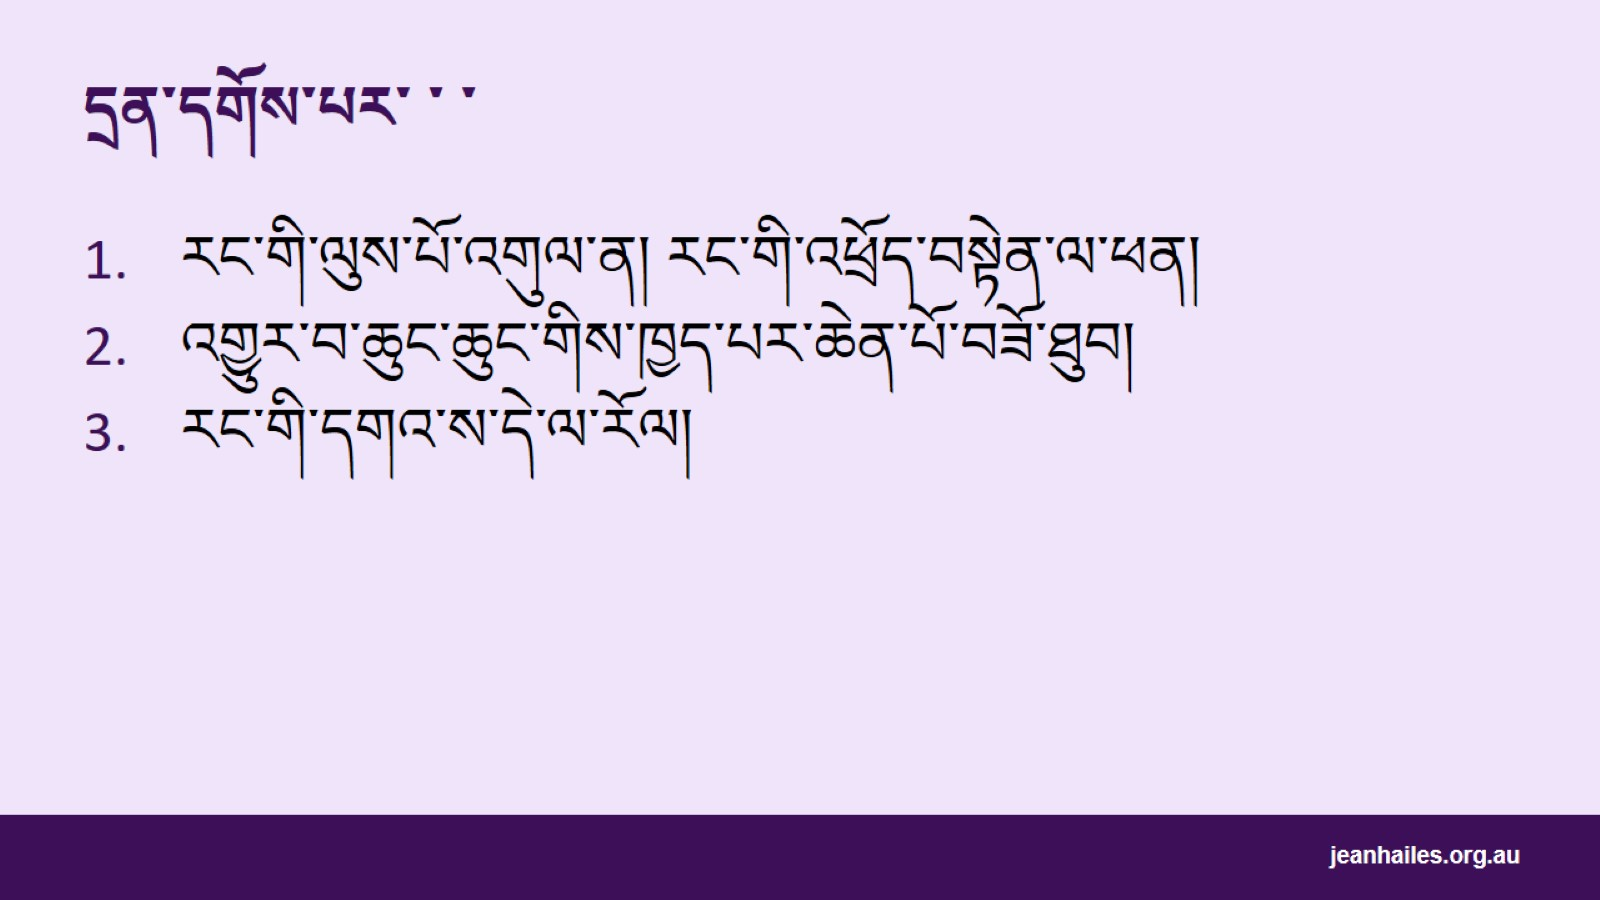 དྲན་དགོས་པར་ ་ ་
1. རང་གི་ལུས་པོ་འགུལ་ན། རང་གི་འཕྲོད་བསྟེན་ལ་ཕན།
2. འགྱུར་བ་ཆུང་ཆུང་གིས་ཁྱད་པར་ཆེན་པོ་བཟོ་ཐུབ།
3. རང་གི་དགའ་ས་དེ་ལ་རོལ།
jeanhailes.org.au